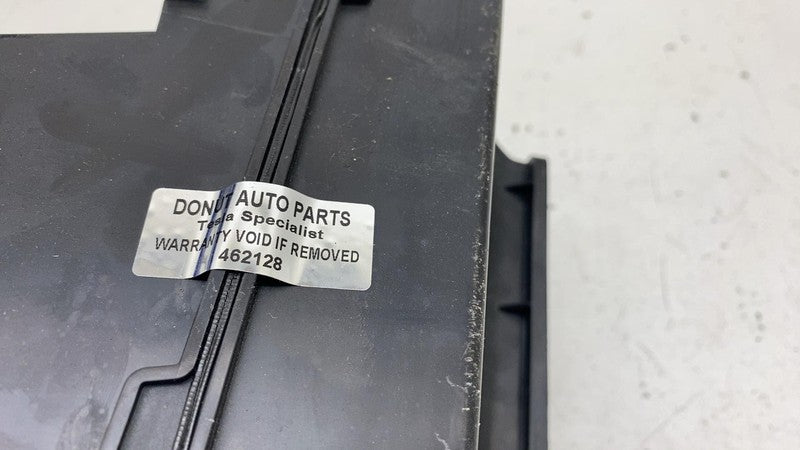 DONUT AUTO PARTS
Tesla Specialist
WARRANTY VOID IF REMOVED
462128